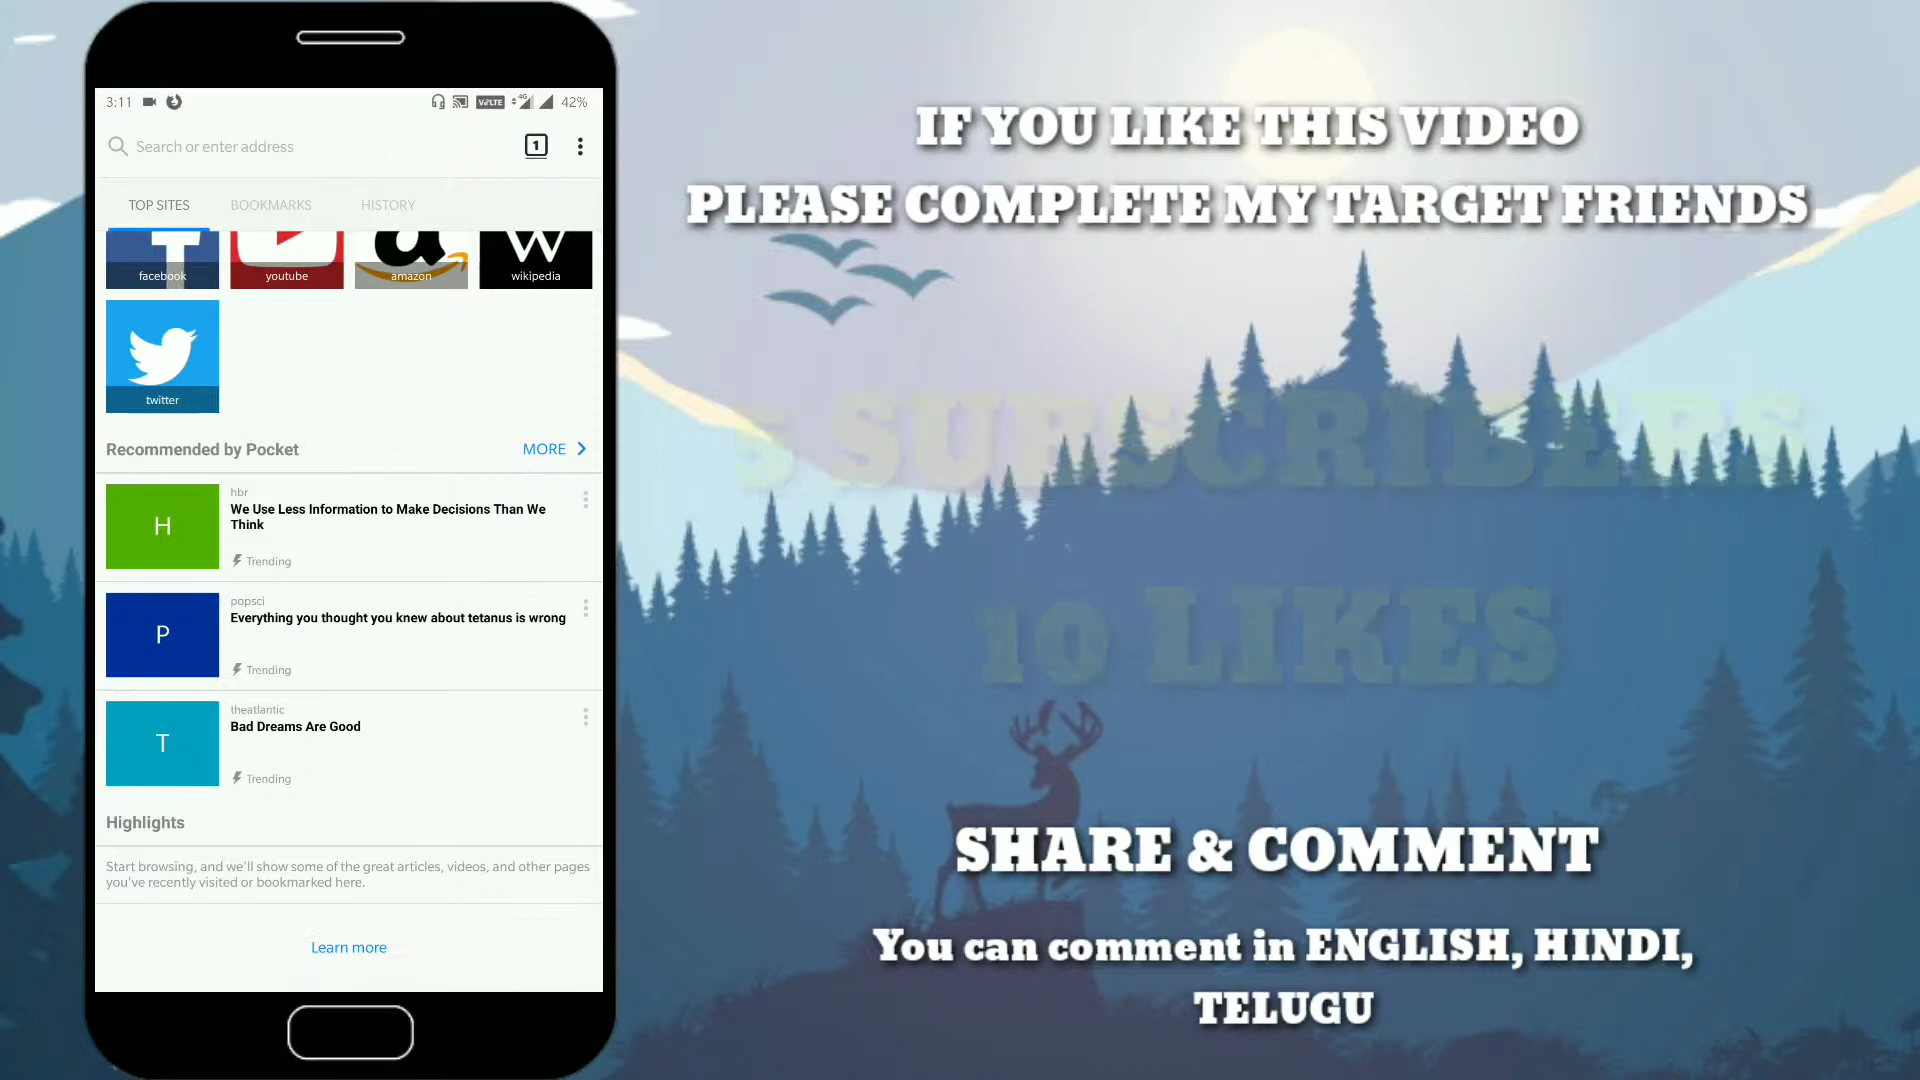 3:11
VoLTE 4G 42%
Search or enter address
1
TOP SITES BOOKMARKS HISTORY
facebook youtube amazon wikipedia
twitter
Recommended by Pocket MORE
H
hbr
We Use Less Information to Make Decisions Than We
Think
Trending
P
popsci
Everything you thought you knew about tetanus is wrong
Trending
T
theatlantic
Bad Dreams Are Good
Trending
Highlights
Start browsing, and we'll show some of the great articles, videos, and other pages
you've recently visited or bookmarked here.
Learn more
IF YOU LIKE THIS VIDEO
PLEASE COMPLETE MY TARGET FRIENDS
5 SUBSCRIBERS
10 LIKES
SHARE & COMMENT
You can comment in ENGLISH, HINDI,
TELUGU